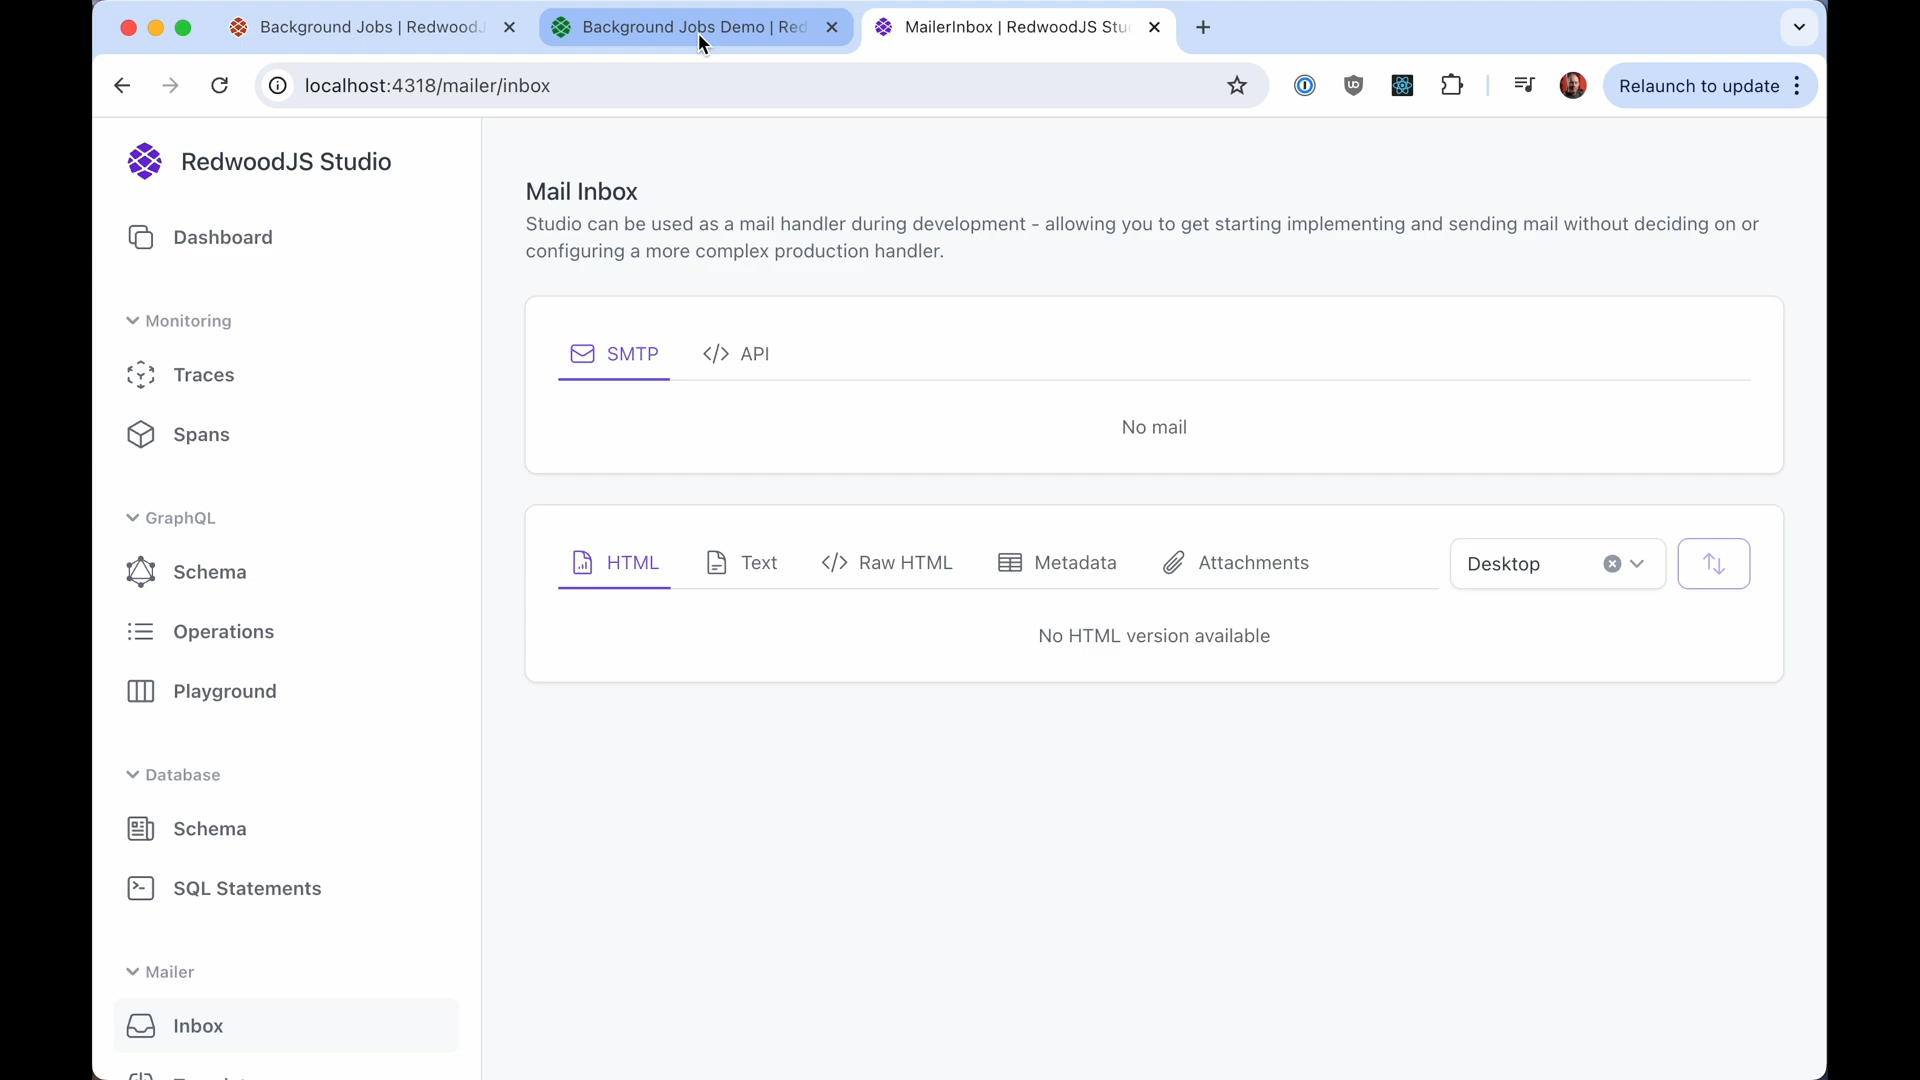 Background Jobs | RedwoodJ
Background Jobs Demo | Red
MailerInbox | RedwoodJS Stu
localhost:4318/mailer/inbox
Relaunch to update
RedwoodJS Studio
Dashboard
Monitoring
Traces
Spans
GraphQL
Schema
Operations
Playground
Database
Schema
SQL Statements
Mailer
Inbox
Mail Inbox
Studio can be used as a mail handler during development - allowing you to get starting implementing and sending mail without deciding on or
configuring a more complex production handler.
SMTP
</> API
No mail
HTML
Text
</> Raw HTML
Metadata
Attachments
Desktop
No HTML version available